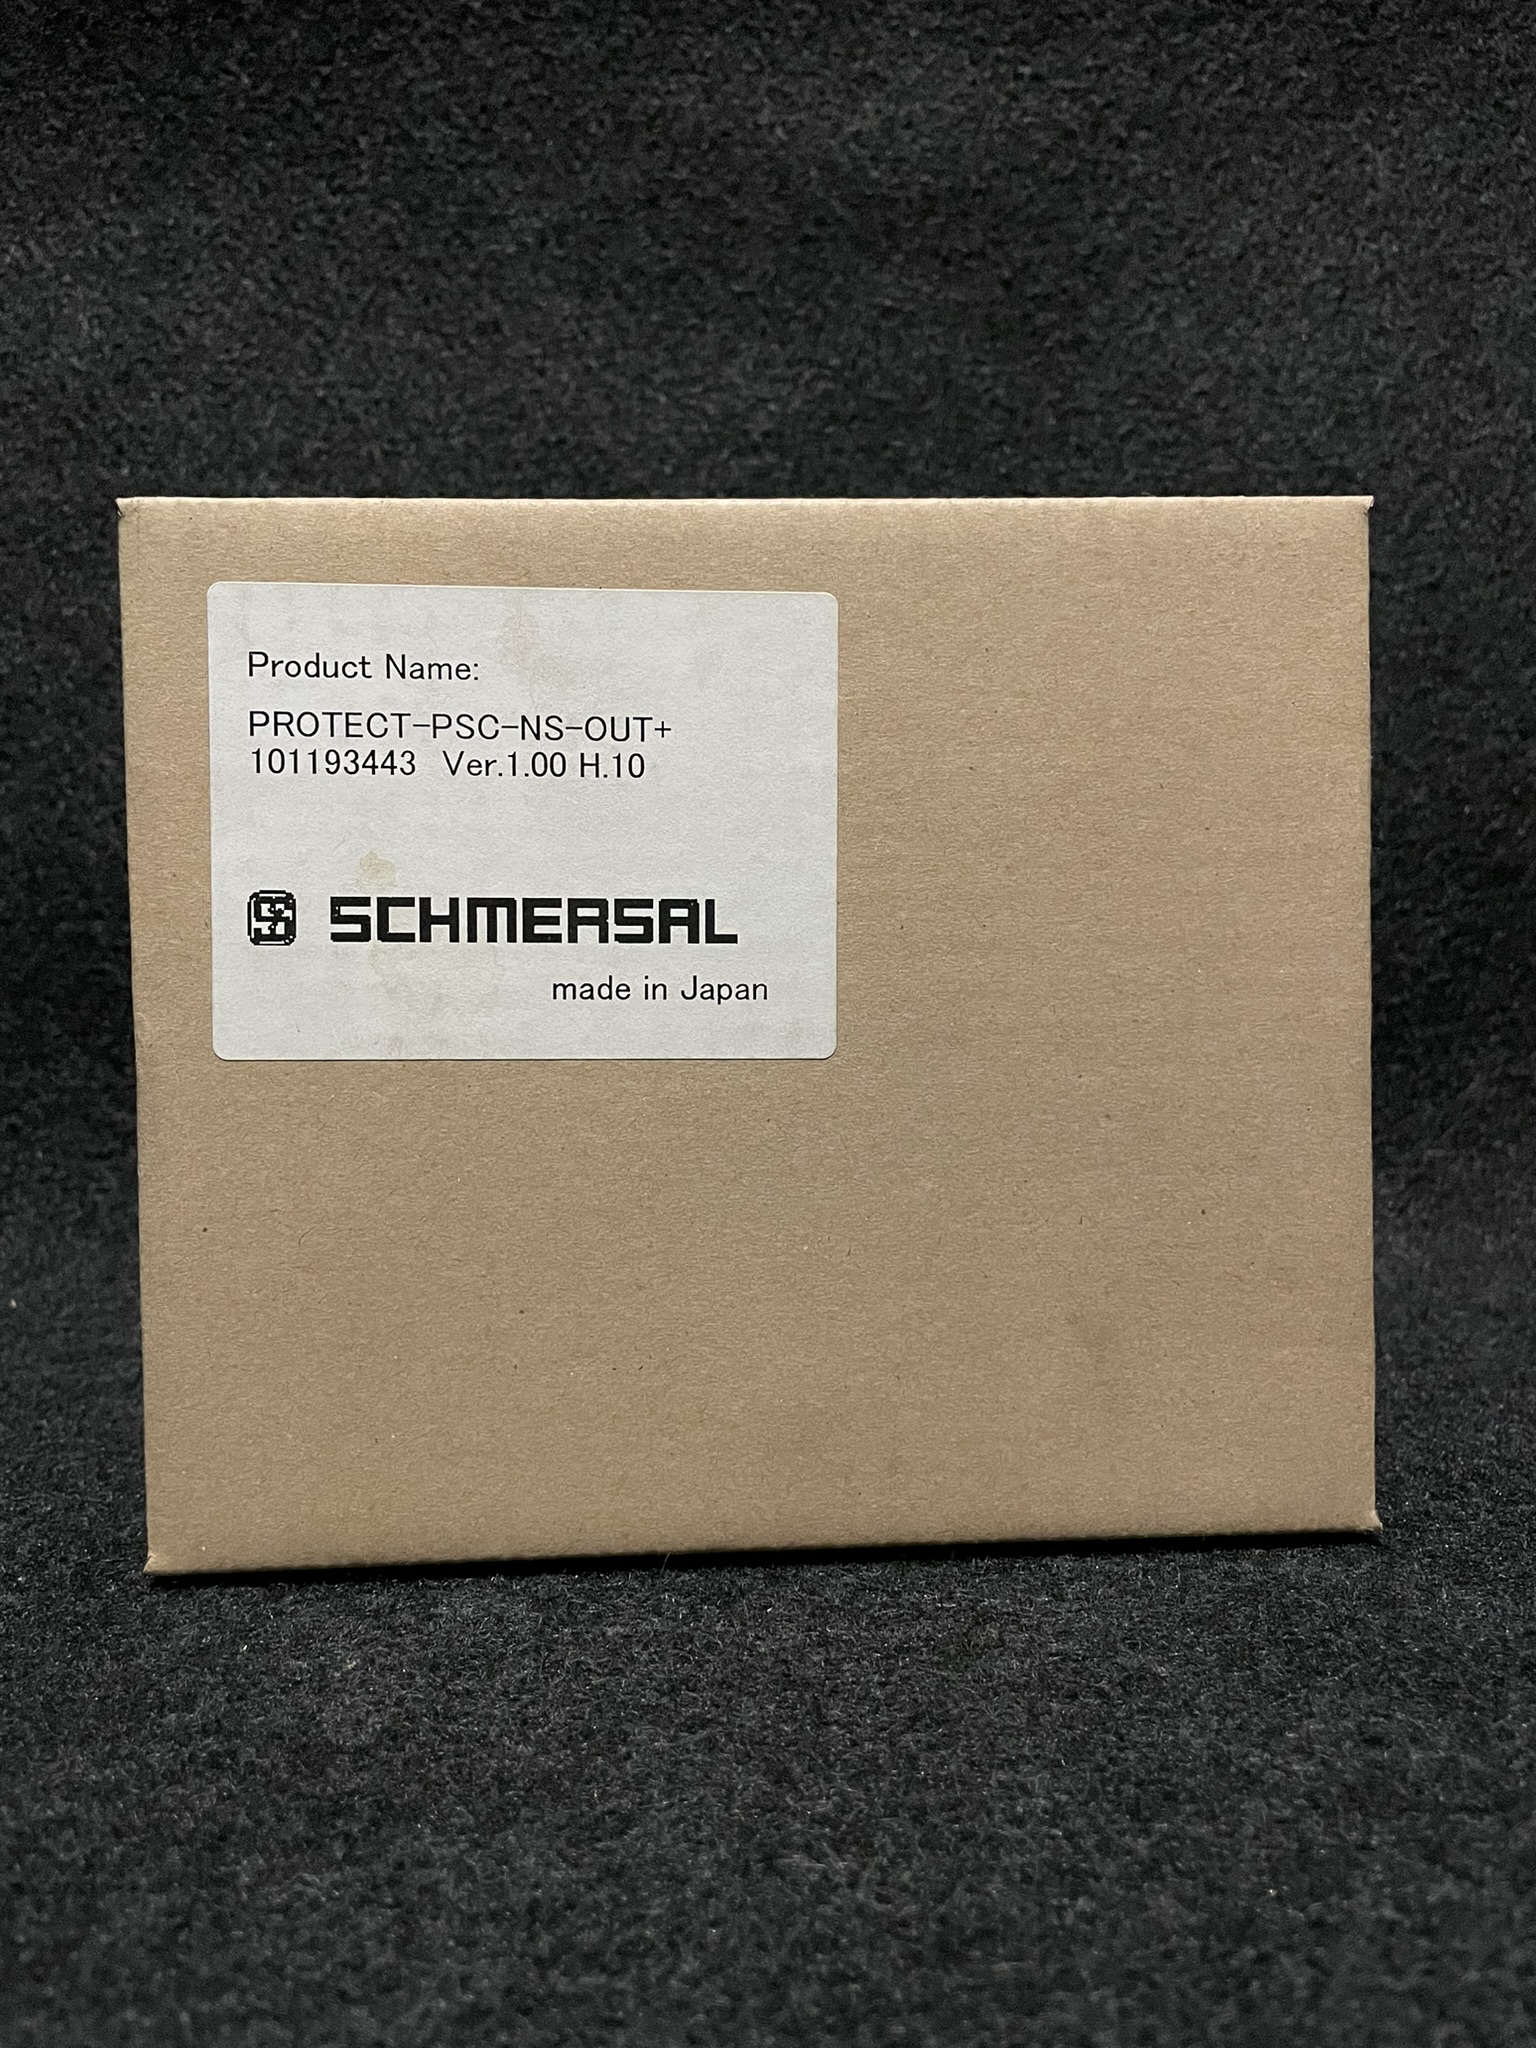 Product Name:
PROTECT-PSC-NS-OUT+
101193443 Ver.1.00 H.10
SCHMERSAL
made in Japan